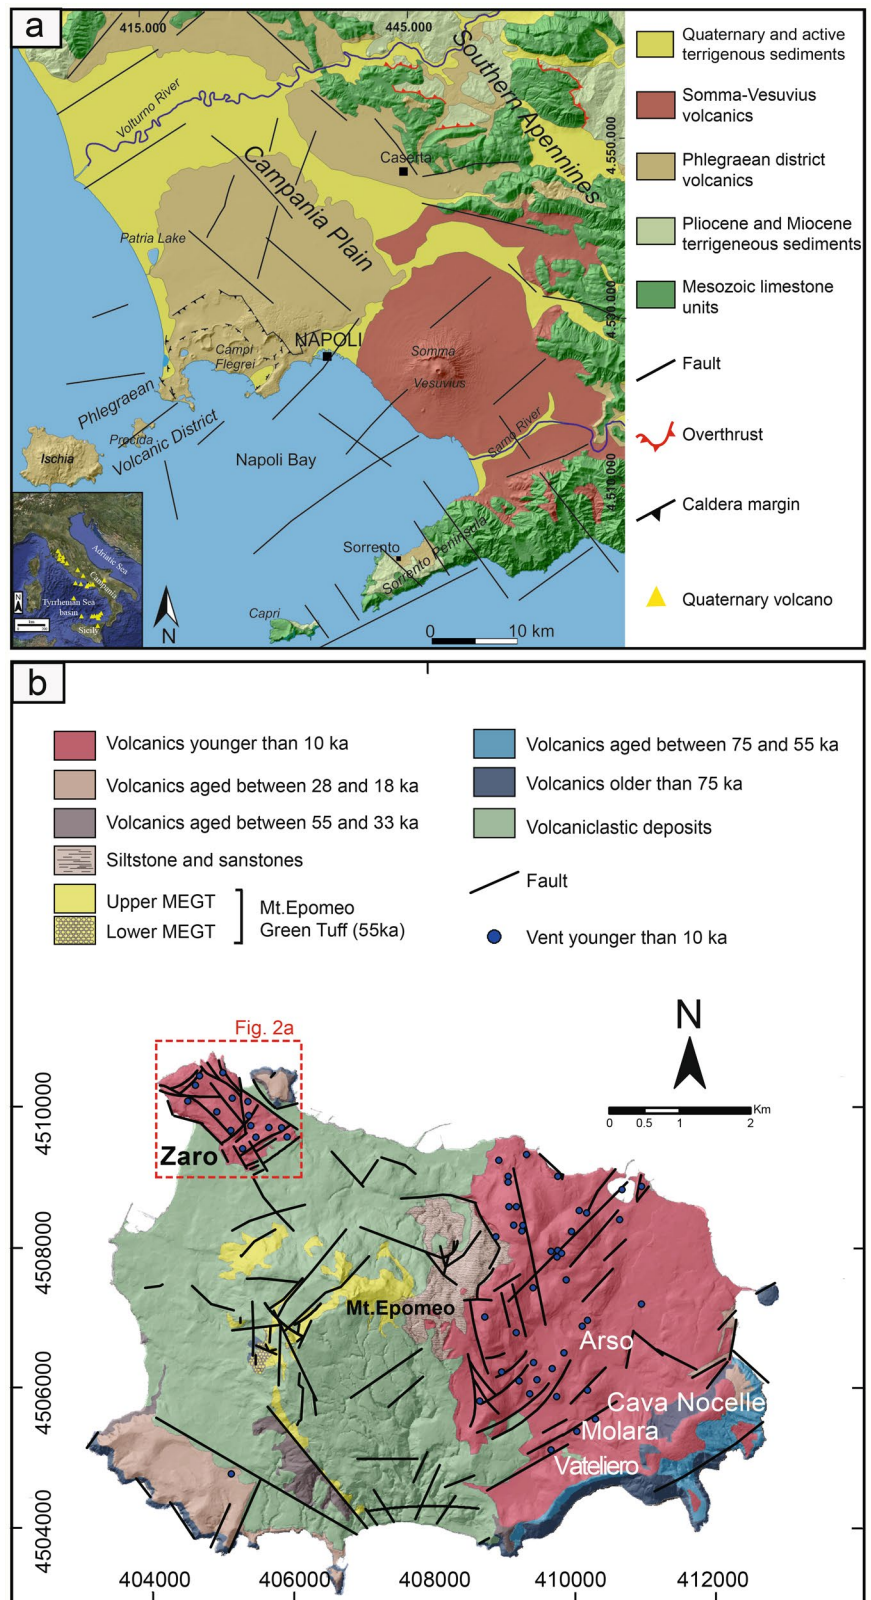 a
415.000
445.000
Southern Apennines
4.550.000
Volturno River
Caserta
Campania Plain
Patria Lake
4.530.000
NAPOLI
Campi
Flegrei
Somma
Vesuvius
Phlegraean
Volcanic District
Procida
Ischia
Napoli Bay
Sarno River
4.510.000
Sorrento
Sorrento Peninsula
Capri
N
0 10 km
Adriatic Sea
Campania
Tyrrhenian Sea
basin
Sicily
N
Quaternary and active
terrigenous sediments
Somma-Vesuvius
volcanics
Phlegraean district
volcanics
Pliocene and Miocene
terrigeneous sediments
Mesozoic limestone
units
Fault
Overthrust
Caldera margin
Quaternary volcano
b
Volcanics younger than 10 ka
Volcanics aged between 28 and 18 ka
Volcanics aged between 55 and 33 ka
Siltstone and sanstones
Upper MEGT
Lower MEGT
Mt.Epomeo
Green Tuff (55ka)
Volcanics aged between 75 and 55 ka
Volcanics older than 75 ka
Volcaniclastic deposits
Fault
Vent younger than 10 ka
Fig. 2a
N
0 0.5 1 2 Km
Zaro
Mt.Epomeo
Arso
Cava Nocelle
Molara
Vateliero
4510000
4508000
4506000
4504000
404000 406000 408000 410000 412000